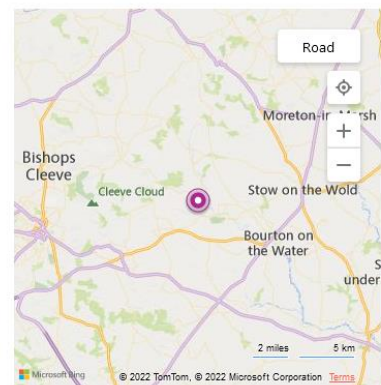 Road
Moreton-in-Marsh
Bishops
Cleeve
Cleeve Cloud
Stow on the Wold
Bourton on
the Water
S
under
2 miles
5 km
Microsoft Bing
© 2022 TomTom, © 2022 Microsoft Corporation Terms